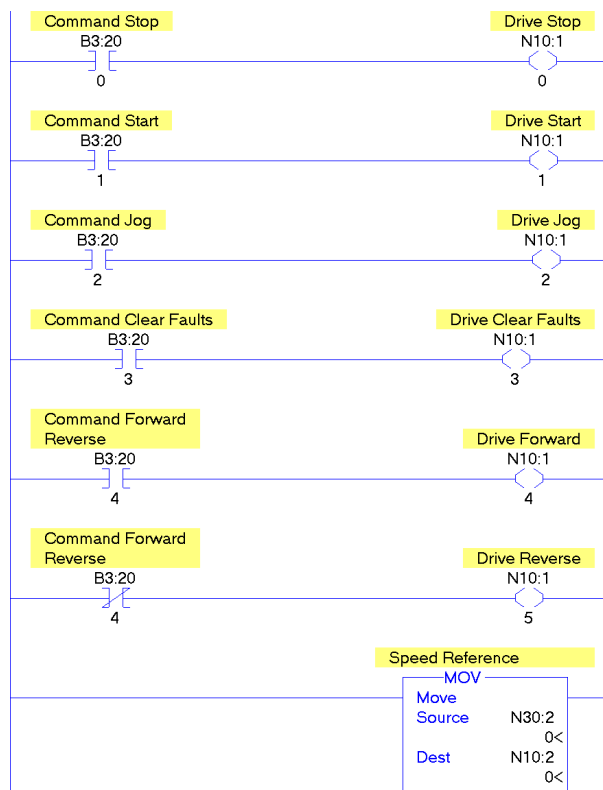 Command Stop Drive Stop
B3:20 N10:1
0 0
Command Start Drive Start
B3:20 N10:1
1 1
Command Jog Drive Jog
B3:20 N10:1
2 2
Command Clear Faults Drive Clear Faults
B3:20 N10:1
3 3
Command Forward
Reverse Drive Forward
B3:20 N10:1
4 4
Command Forward
Reverse Drive Reverse
B3:20 N10:1
4 5
Speed Reference
MOV
Move
Source N30:2
0<
Dest N10:2
0<